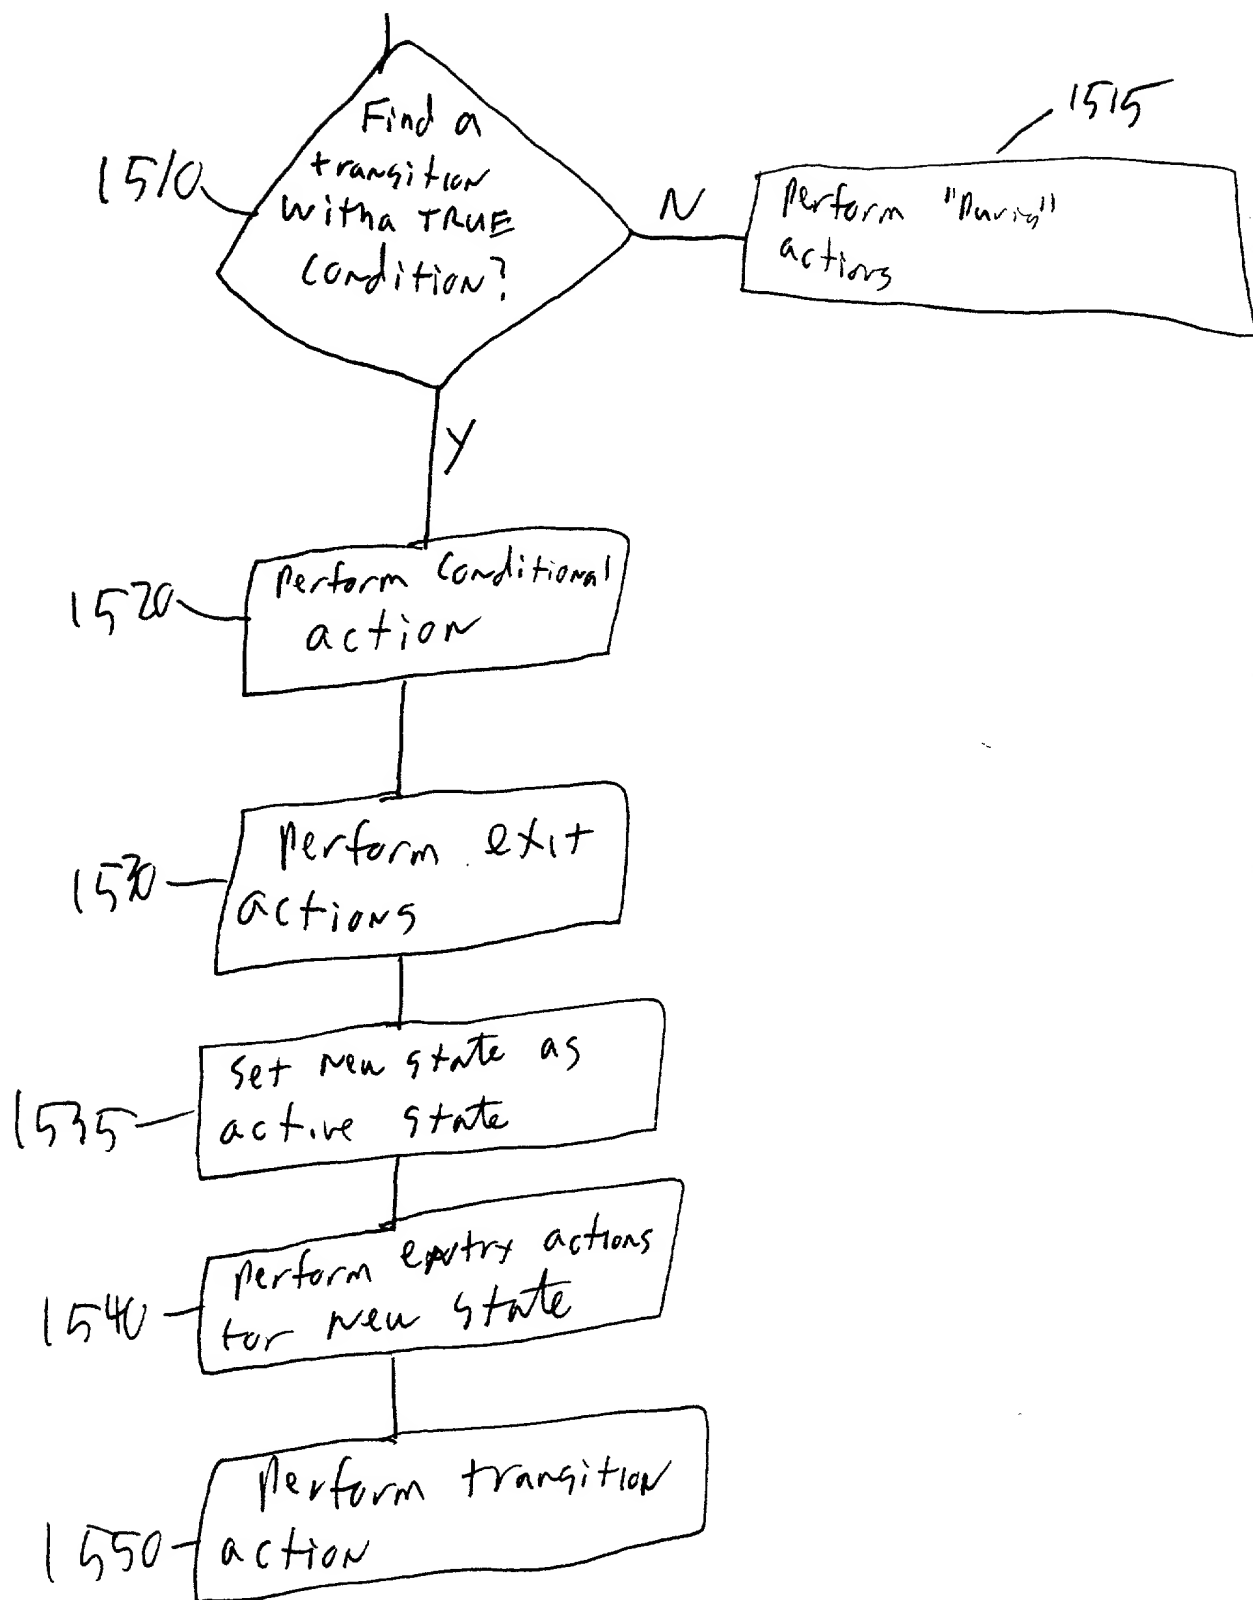 Find a
transition
with a TRUE
condition?
1510
N
1515
Perform "During"
actions
Y
Perform conditional
action
1520
Perform exit
actions
1530
Set new state as
active state
1535
Perform entry actions
for new state
1540
Perform transition
action
1550